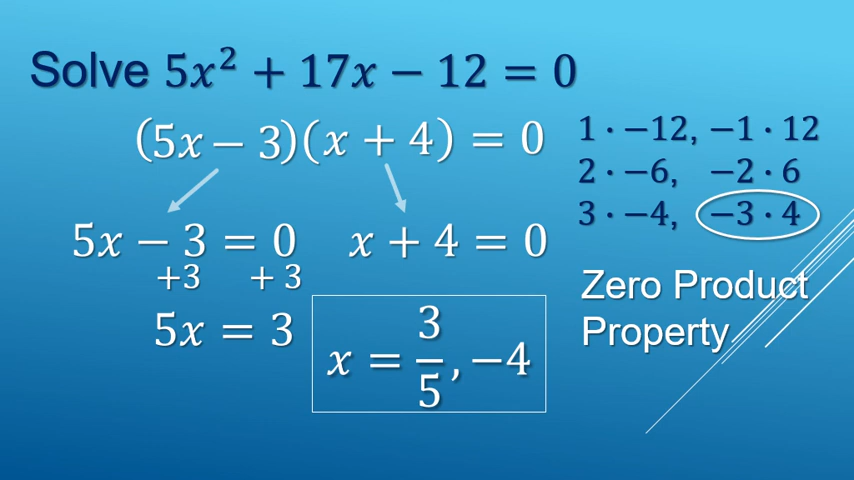 Solve 5x² + 17x − 12 = 0
(5x − 3)(x + 4) = 0
1 · −12, −1 · 12
2 · −6, −2 · 6
3 · −4, −3 · 4
5x − 3 = 0
x + 4 = 0
+3 + 3
5x = 3
x = 3/5, −4
Zero Product
Property